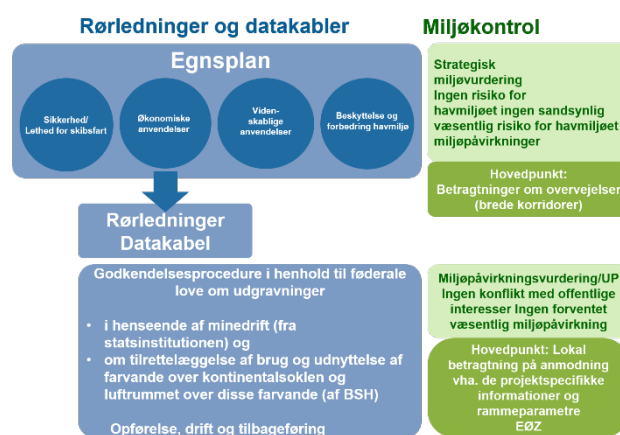 Rørledninger og datakabler
Egnsplan
Sikkerhed/
Lethed for skibsfart
Økonomiske
anvendelser
Viden-
skablige
anvendelser
Beskyttelse og
forbedring havmiljø
Rørledninger
Datakabel
Godkendelsesprocedure i henhold til føderale
love om udgravninger
• i henseende af minedrift (fra
statsinstitutionen) og
• om tilrettelæggelse af brug og udnyttelse af
farvande over kontinentalsoklen og
luftrummet over disse farvande (af BSH)
Opførelse, drift og tilbageføring
Miljøkontrol
Strategisk
miljøvurdering
Ingen risiko for
havmiljøet ingen sandsynlig
væsentlig risiko for havmiljøet
miljøpåvirkninger
Hovedpunkt:
Betragtninger om overvejelser
(brede korridorer)
Miljøpåvirkningsvurdering/UP
Ingen konflikt med offentlige
interesser Ingen forventet
væsentlig miljøpåvirkning
Hovedpunkt: Lokal
betragtning på anmodning
vha. de projektspecifikke
informationer og
rammeparametre
EØZ